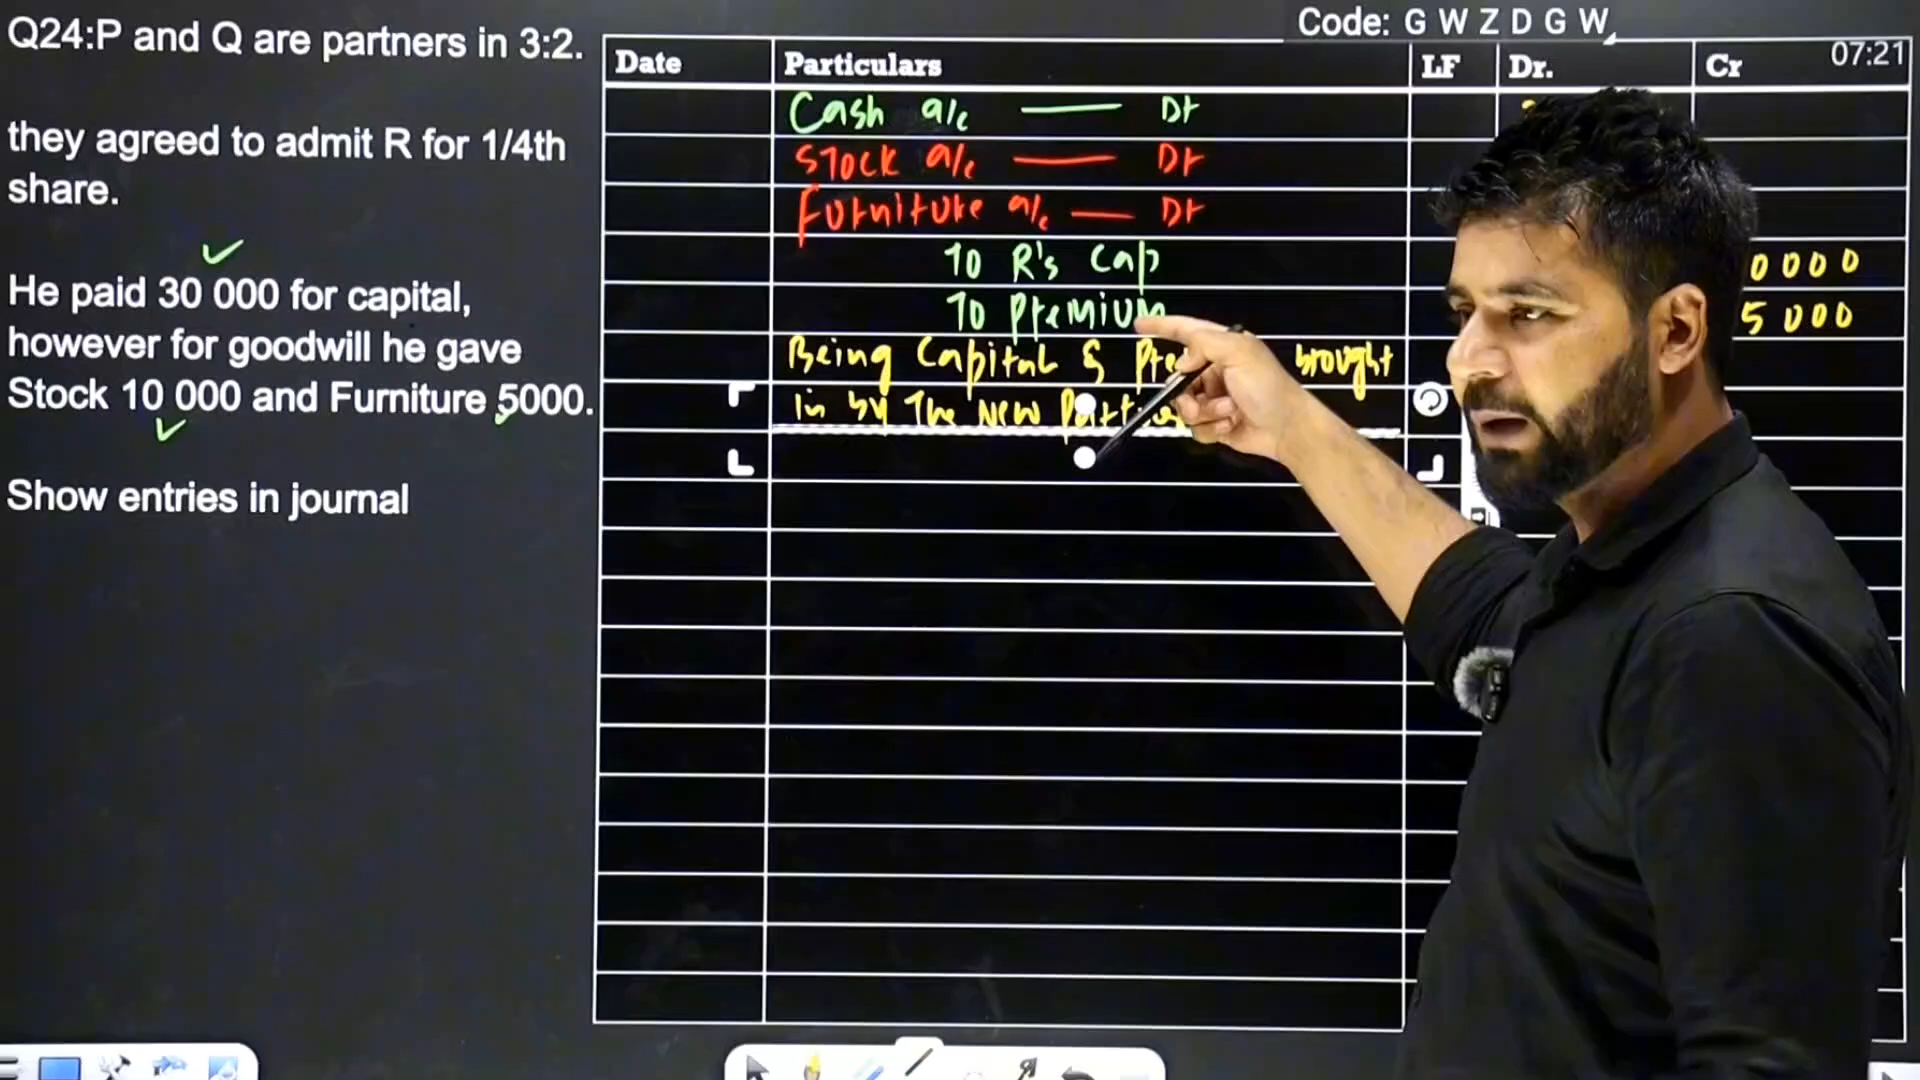 Code: G W Z D G W
07:21
Q24:P and Q are partners in 3:2.
they agreed to admit R for 1/4th
share.
He paid 30 000 for capital,
however for goodwill he gave
Stock 10 000 and Furniture 5000.
Show entries in journal
Date Particulars LF Dr. Cr
Cash a/c Dr
Stock a/c Dr
Furniture a/c Dr
To R's Cap 0000
To Premium 5000
Being Capital & brought
in by The New